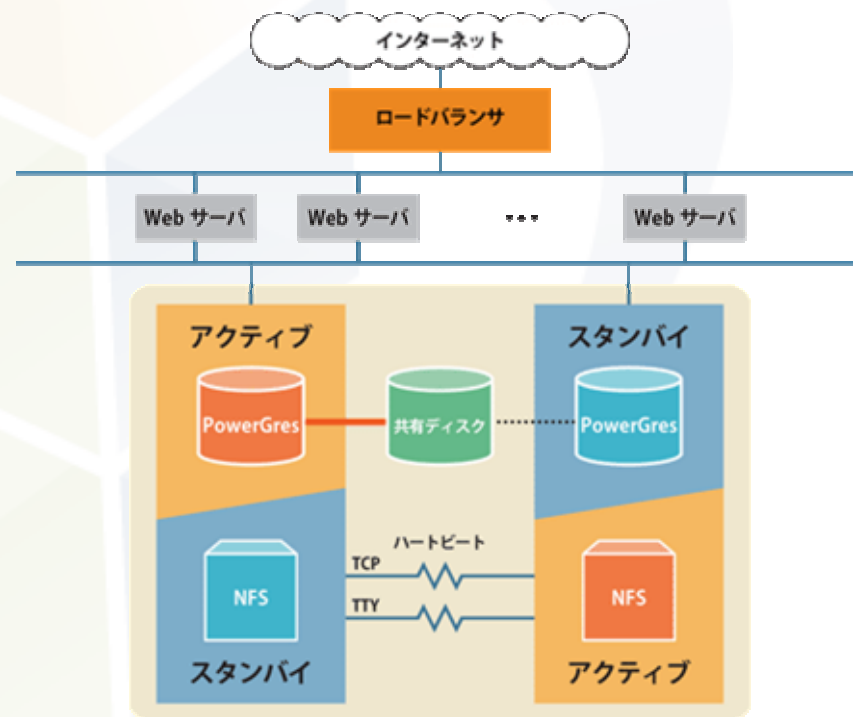 インターネット
ロードバランサ
Web サーバ
Web サーバ
Web サーバ
アクティブ
スタンバイ
PowerGres
共有ディスク
PowerGres
ハートビート
TCP
TTY
NFS
NFS
スタンバイ
アクティブ